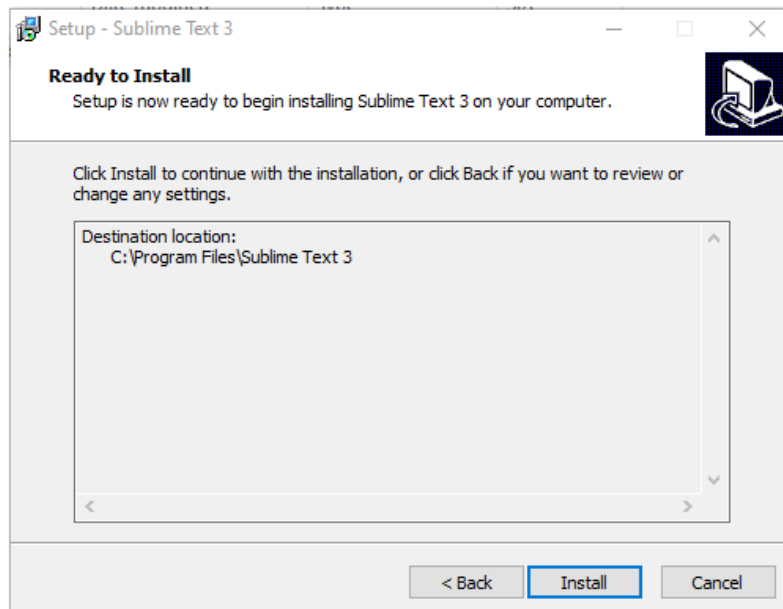 Setup - Sublime Text 3
Ready to Install
Setup is now ready to begin installing Sublime Text 3 on your computer.
Click Install to continue with the installation, or click Back if you want to review or
change any settings.
Destination location:
C:\Program Files\Sublime Text 3
< Back
Install
Cancel